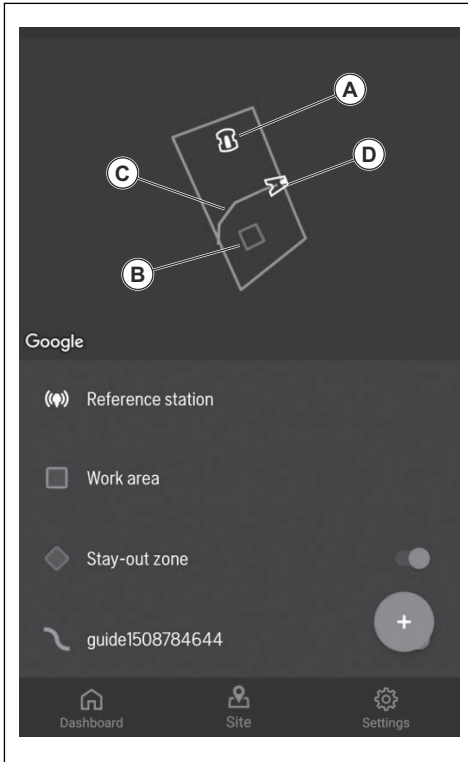 A
D
C
B
Google
Reference station
Work area
Stay-out zone
guide1508784644
+
Dashboard Site Settings